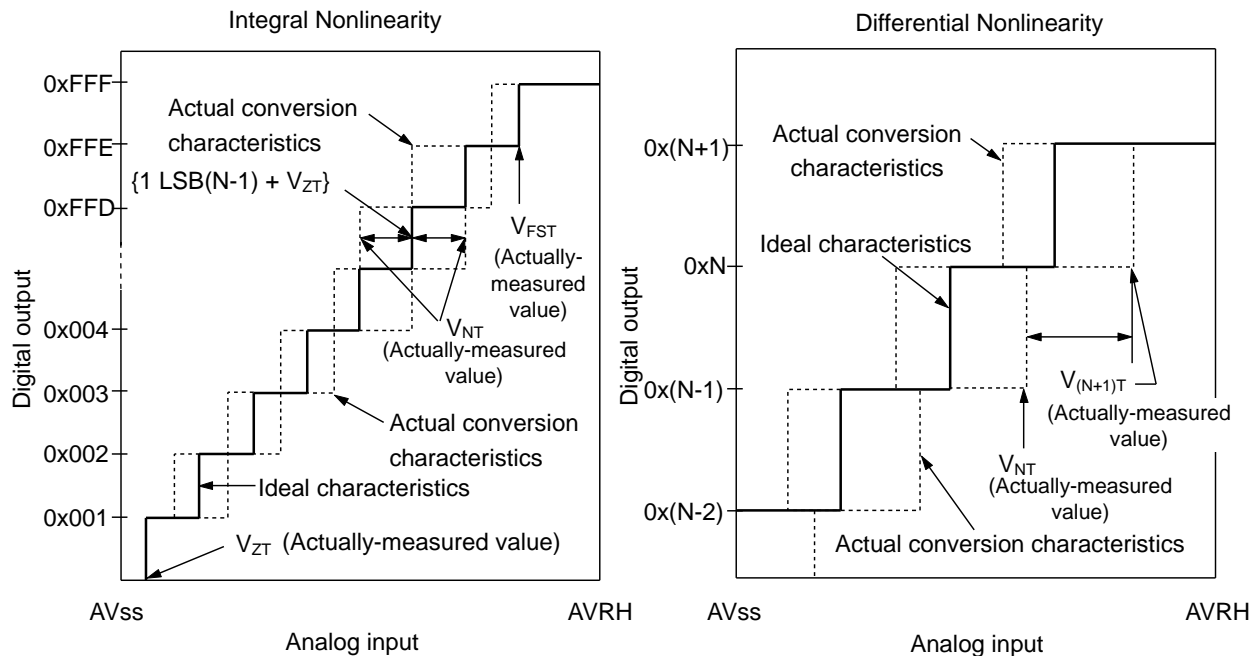 Integral Nonlinearity
0xFFF
0xFFE
0xFFD
0x004
0x003
0x002
0x001
Digital output
Actual conversion
characteristics
{1 LSB(N-1) + VZT}
VFST
(Actually-
measured
value)
VNT
(Actually-measured
value)
Actual conversion
characteristics
Ideal characteristics
VZT (Actually-measured value)
AVss
AVRH
Analog input
Differential Nonlinearity
0x(N+1)
0xN
0x(N-1)
0x(N-2)
Digital output
Actual conversion
characteristics
Ideal characteristics
V(N+1)T
(Actually-measured
value)
VNT
(Actually-measured
value)
Actual conversion characteristics
AVss
AVRH
Analog input